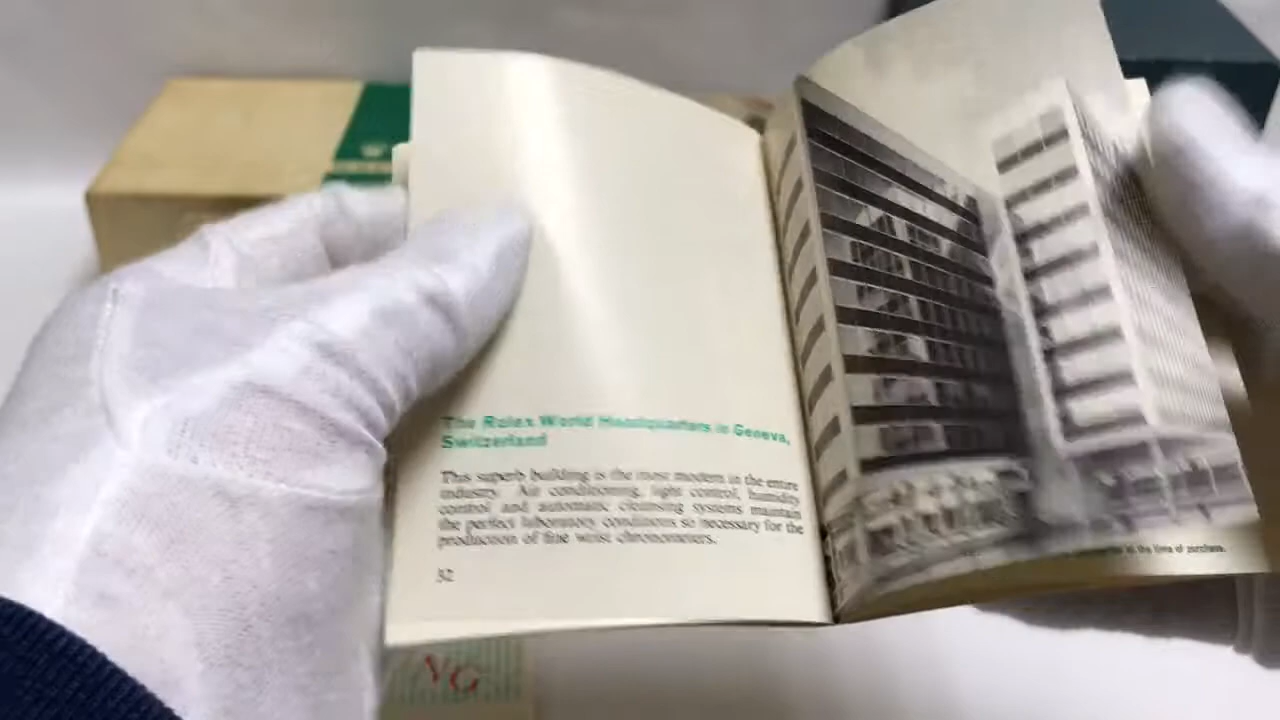 The Rolex World Headquarters in Geneva,
Switzerland
This superb building is the most modern in the entire
industry. Air conditioning, light control, humidity
control and automatic cleansing systems maintain
the perfect laboratory conditions so necessary for the
production of fine wrist chronometers.
32
at the time of purchase.
VG